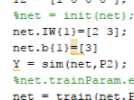 %net = init(net);
net.IW{1}=[2 3];
net.b{1}=[3]
Y = sim(net,P2);
%net.trainParam.e
net = train(net,P